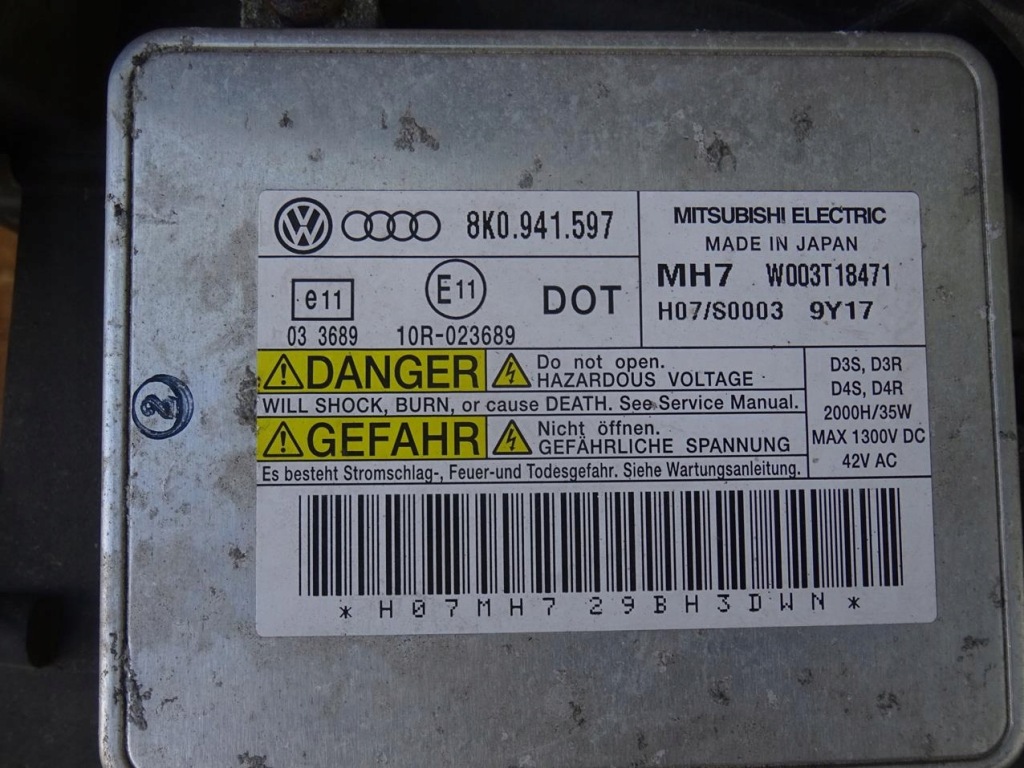 8K0.941.597
MITSUBISHI ELECTRIC
MADE IN JAPAN
MH7 W003T18471
H07/S0003 9Y17
e11
03 3689
E11
10R-023689
DOT
DANGER
Do not open.
HAZARDOUS VOLTAGE
WILL SHOCK, BURN, or cause DEATH. See Service Manual.
GEFAHR
Nicht öffnen.
GEFÄHRLICHE SPANNUNG
Es besteht Stromschlag-, Feuer-und Todesgefahr. Siehe Wartungsanleitung.
D3S, D3R
D4S, D4R
2000H/35W
MAX 1300V DC
42V AC
*H07MH7 29BH3DWN*